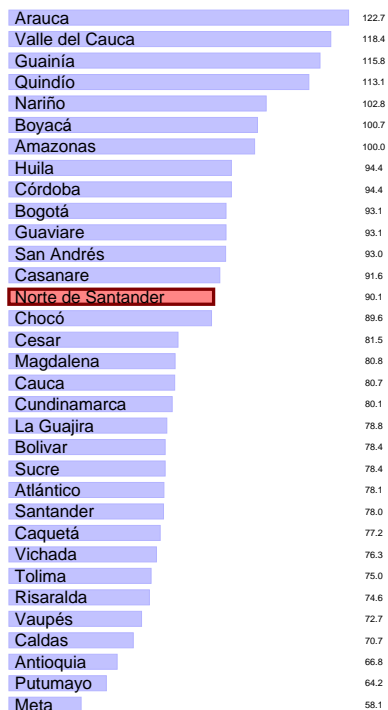 Arauca 122.7
Valle del Cauca 118.4
Guainía 115.8
Quindío 113.1
Nariño 102.8
Boyacá 100.7
Amazonas 100.0
Huila 94.4
Córdoba 94.4
Bogotá 93.1
Guaviare 93.1
San Andrés 93.0
Casanare 91.6
Norte de Santander 90.1
Chocó 89.6
Cesar 81.5
Magdalena 80.8
Cauca 80.7
Cundinamarca 80.1
La Guajira 78.8
Bolivar 78.4
Sucre 78.4
Atlántico 78.1
Santander 78.0
Caquetá 77.2
Vichada 76.3
Tolima 75.0
Risaralda 74.6
Vaupés 72.7
Caldas 70.7
Antioquia 66.8
Putumayo 64.2
Meta 58.1